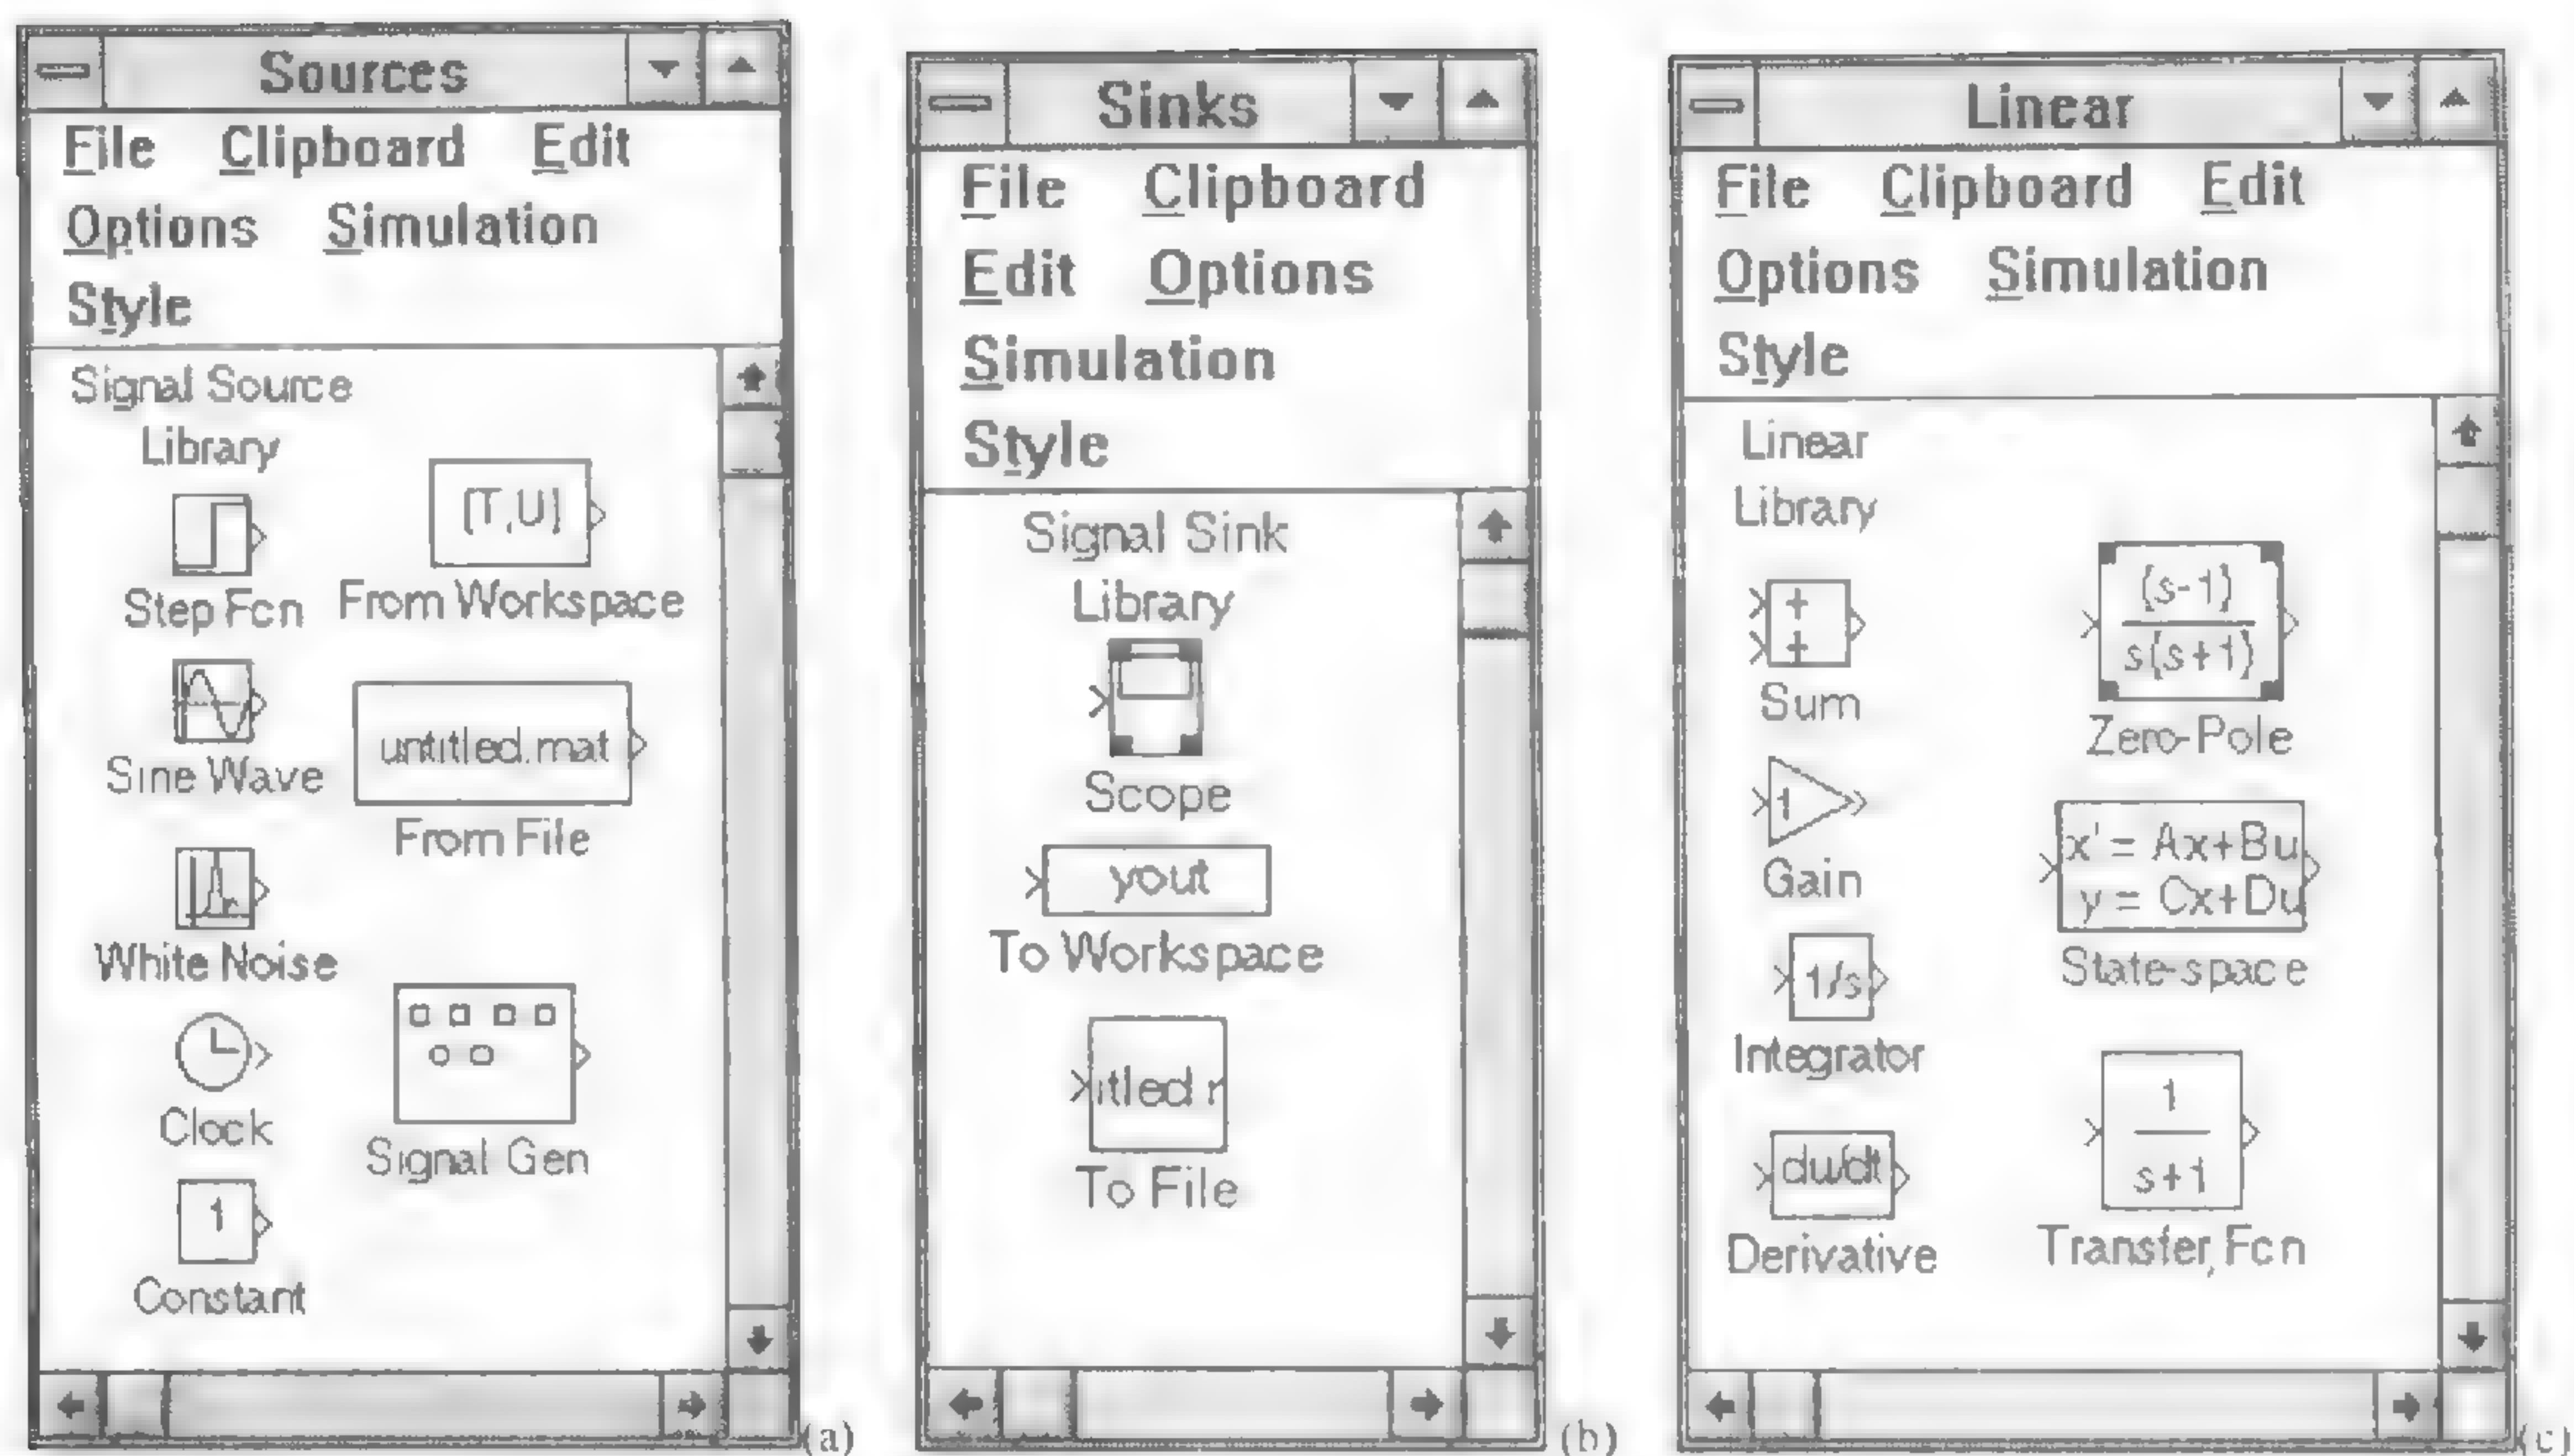 Sources
File Clipboard Edit
Options Simulation
Style
Signal Source
Library
[T,U]
Step Fcn From Workspace
untitled.mat
Sine Wave
From File
White Noise
Clock
Signal Gen
1
Constant
(a)
Sinks
File Clipboard
Edit Options
Simulation
Style
Signal Sink
Library
Scope
yout
To Workspace
itled.r
To File
(b)
Linear
File Clipboard Edit
Options Simulation
Style
Linear
Library
+
+
Sum
(s-1)
s(s+1)
Zero-Pole
1
Gain
x' = Ax+Bu
y = Cx+Du
State-space
1/s
Integrator
du/dt
Derivative
1
s+1
Transfer Fcn
(c)